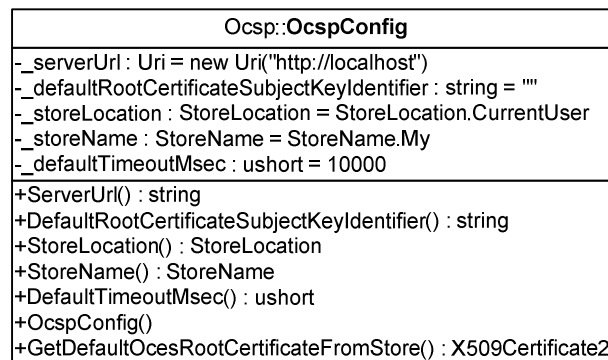 Ocsp::OcspConfig
-_serverUrl : Uri = new Uri("http://localhost")
-_defaultRootCertificateSubjectKeyIdentifier : string = ""
-_storeLocation : StoreLocation = StoreLocation.CurrentUser
-_storeName : StoreName = StoreName.My
-_defaultTimeoutMsec : ushort = 10000
+ServerUrl() : string
+DefaultRootCertificateSubjectKeyIdentifier() : string
+StoreLocation() : StoreLocation
+StoreName() : StoreName
+DefaultTimeoutMsec() : ushort
+OcspConfig()
+GetDefaultOcesRootCertificateFromStore() : X509Certificate2